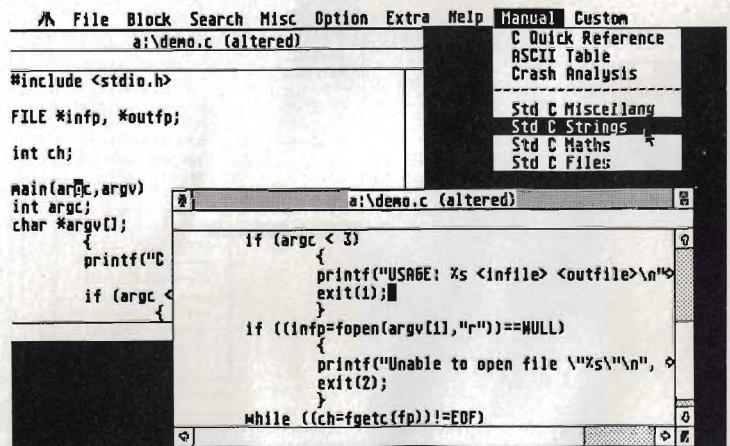 File Block Search Misc Option Extra Help Manual Custom
C Quick Reference
ASCII Table
Crash Analysis
Std C Miscellany
Std C Strings
Std C Maths
Std C Files
a:\demo.c (altered)
#include <stdio.h>
FILE *infp, *outfp;
int ch;
main(argc,argv)
int argc;
char *argv[];
{
printf("C
if (argc <
{
a:\demo.c (altered)
if (argc < 3)
{
printf("USAGE: %s <infile> <outfile>\n"
exit(1);
}
if ((infp=fopen(argv[1],"r"))==NULL)
{
printf("Unable to open file \"%s\"\n",
exit(2);
}
while ((ch=fgetc(fp))!=EOF)